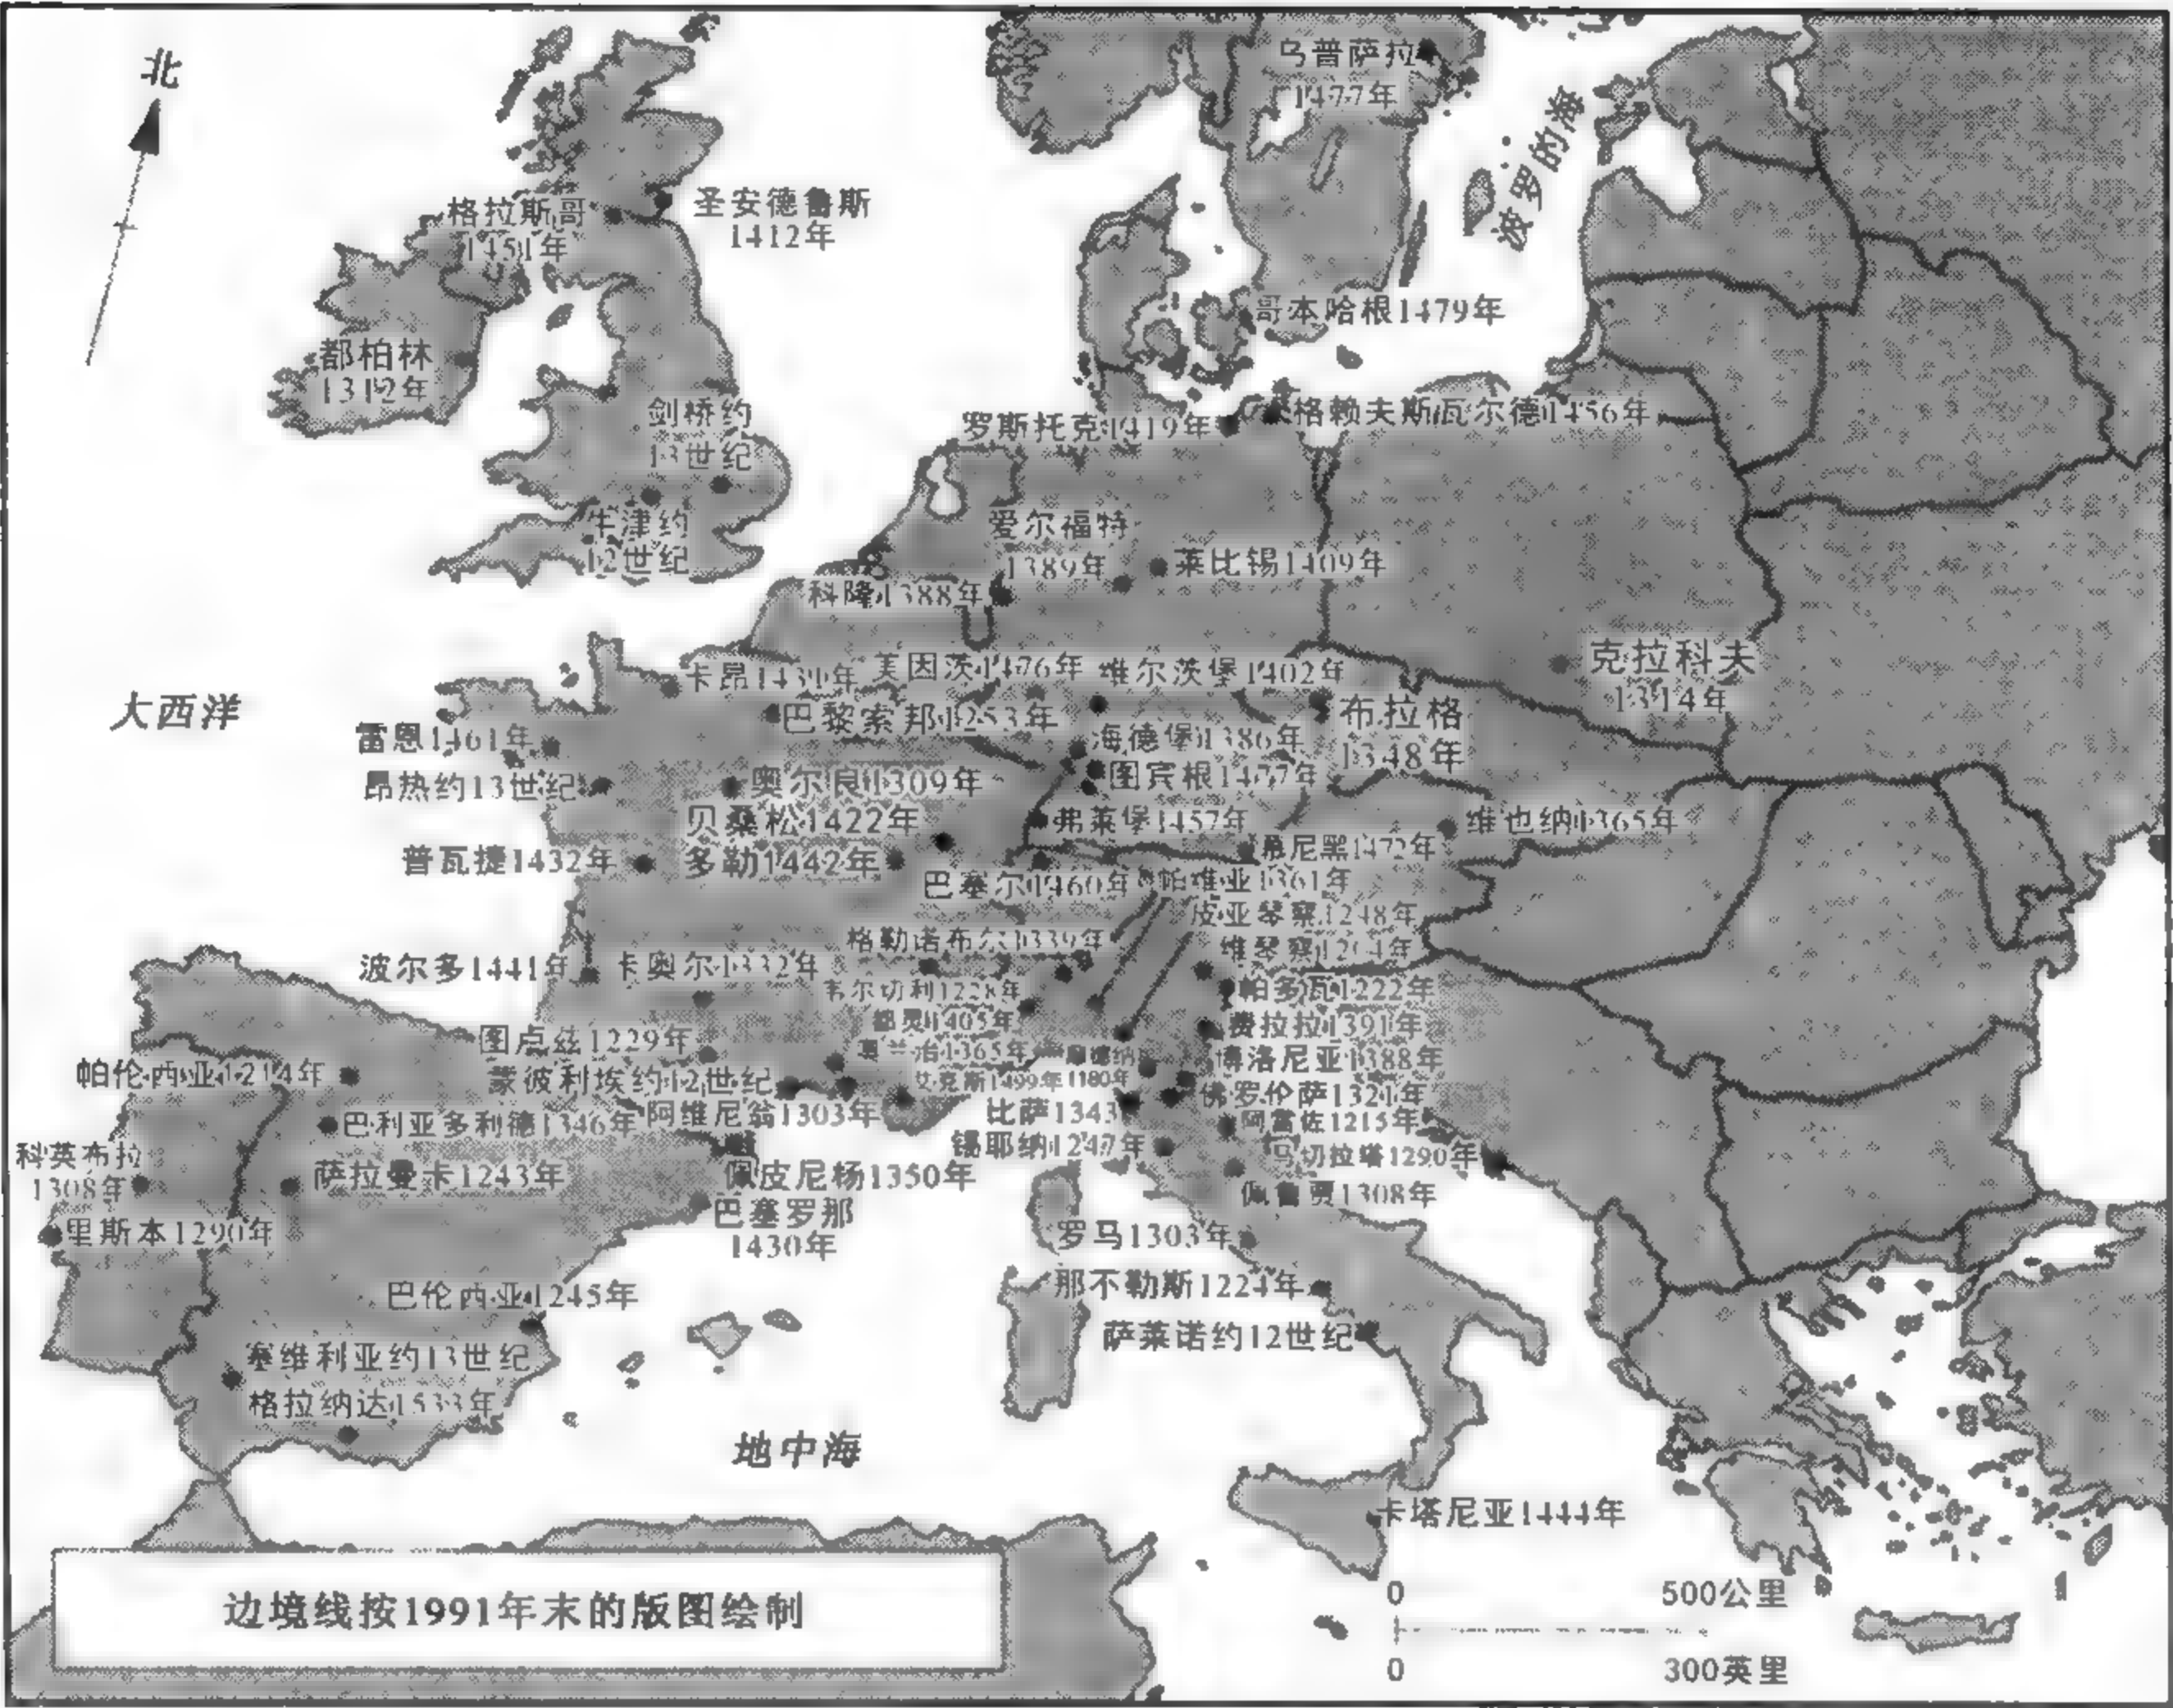 北
乌普萨拉
1477年
波罗的海
格拉斯哥
1451年
圣安德鲁斯
1412年
哥本哈根1479年
都柏林
1312年
剑桥约
13世纪
罗斯托克1419年
格赖夫斯瓦尔德1456年
牛津约
12世纪
爱尔福特
1389年
莱比锡1409年
科隆1388年
克拉科夫
1314年
卡昂1431年
美因茨1476年
维尔茨堡1402年
大西洋
巴黎索邦1253年
布拉格
1348年
雷恩1461年
海德堡1386年
昂热约13世纪
奥尔良1309年
图宾根1477年
贝桑松1422年
弗莱堡1457年
维也纳1365年
普瓦捷1432年
多勒1442年
慕尼黑1472年
巴塞尔1460年
帕维亚1361年
皮亚琴察1248年
格勒诺布尔1339年
维琴察1204年
波尔多1441年
卡奥尔1332年
韦尔切利1228年
帕多瓦1222年
都灵1405年
费拉拉1391年
图卢兹1229年
奥兰治1365年
摩德纳
1180年
博洛尼亚1388年
帕伦西亚1214年
蒙彼利埃约12世纪
艾克斯1499年
佛罗伦萨1321年
巴利亚多利德1346年
阿维尼翁1303年
比萨1343
阿雷佐1215年
科英布拉
1308年
锡耶纳1247年
马切拉塔1290年
萨拉曼卡1243年
佩皮尼杨1350年
佩鲁贾1308年
里斯本1290年
巴塞罗那
1430年
罗马1303年
巴伦西亚1245年
那不勒斯1224年
塞维利亚约13世纪
萨莱诺约12世纪
格拉纳达1533年
地中海
卡塔尼亚1444年
边境线按1991年末的版图绘制
0 500公里
0 300英里